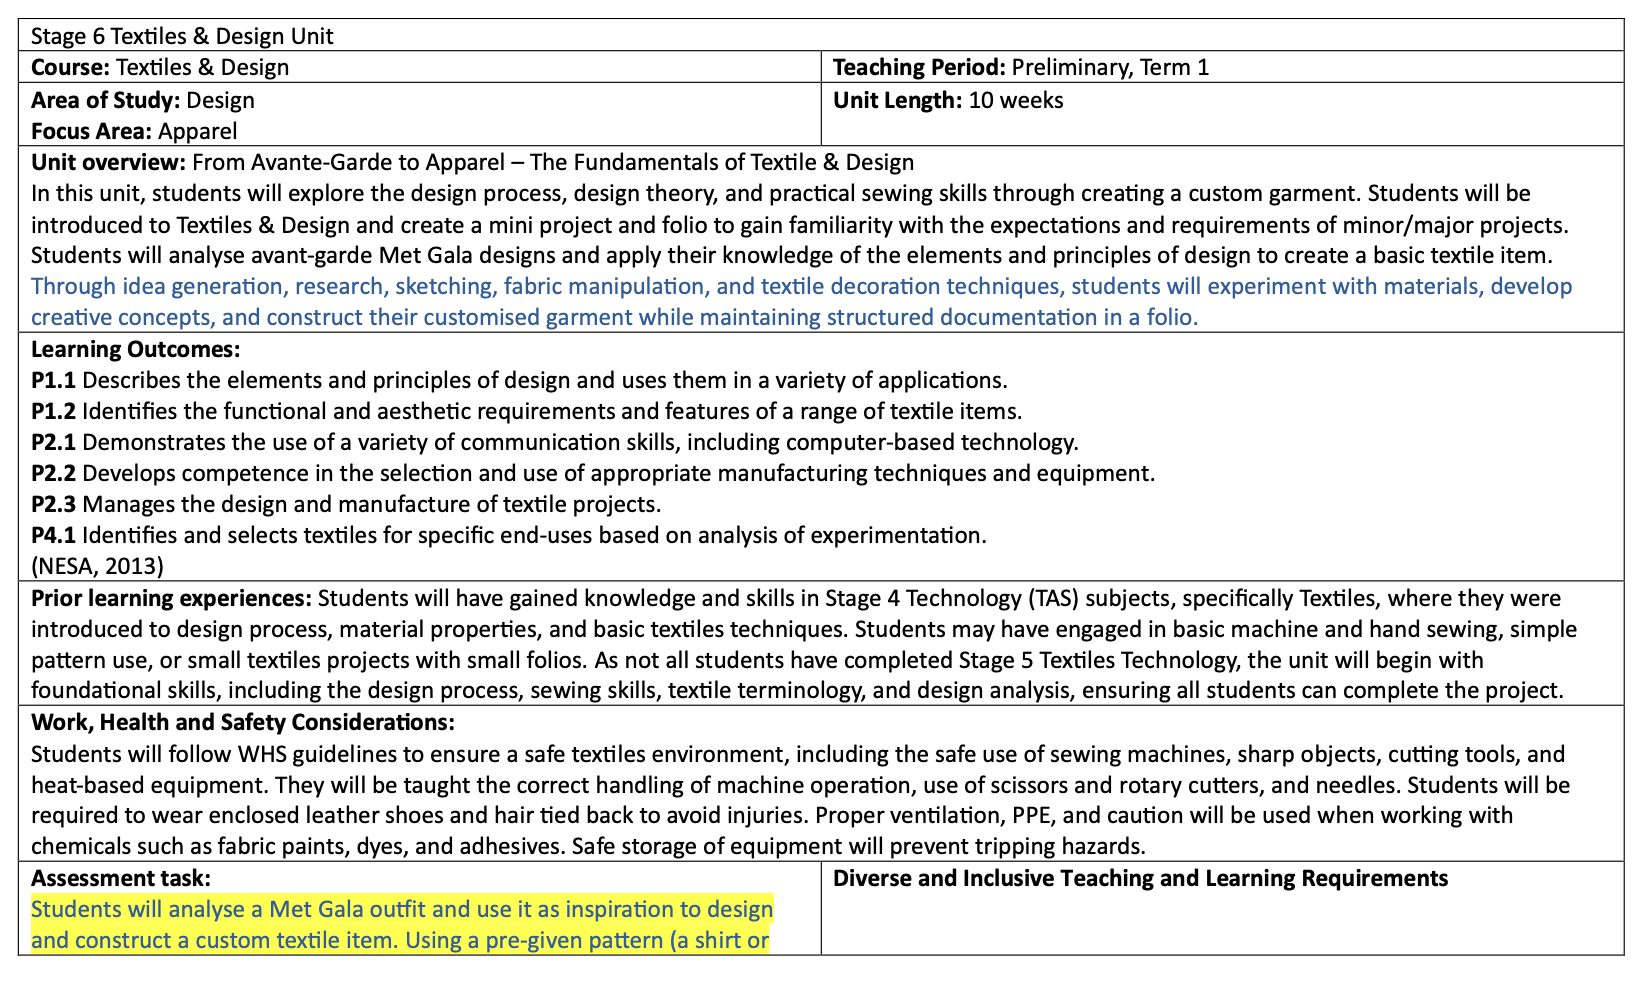 Stage 6 Textiles & Design Unit
Course: Textiles & Design
Teaching Period: Preliminary, Term 1
Area of Study: Design
Focus Area: Apparel
Unit Length: 10 weeks
Unit overview: From Avante-Garde to Apparel – The Fundamentals of Textile & Design
In this unit, students will explore the design process, design theory, and practical sewing skills through creating a custom garment. Students will be
introduced to Textiles & Design and create a mini project and folio to gain familiarity with the expectations and requirements of minor/major projects.
Students will analyse avant-garde Met Gala designs and apply their knowledge of the elements and principles of design to create a basic textile item.
Through idea generation, research, sketching, fabric manipulation, and textile decoration techniques, students will experiment with materials, develop
creative concepts, and construct their customised garment while maintaining structured documentation in a folio.
Learning Outcomes:
P1.1 Describes the elements and principles of design and uses them in a variety of applications.
P1.2 Identifies the functional and aesthetic requirements and features of a range of textile items.
P2.1 Demonstrates the use of a variety of communication skills, including computer-based technology.
P2.2 Develops competence in the selection and use of appropriate manufacturing techniques and equipment.
P2.3 Manages the design and manufacture of textile projects.
P4.1 Identifies and selects textiles for specific end-uses based on analysis of experimentation.
(NESA, 2013)
Prior learning experiences: Students will have gained knowledge and skills in Stage 4 Technology (TAS) subjects, specifically Textiles, where they were
introduced to design process, material properties, and basic textiles techniques. Students may have engaged in basic machine and hand sewing, simple
pattern use, or small textiles projects with small folios. As not all students have completed Stage 5 Textiles Technology, the unit will begin with
foundational skills, including the design process, sewing skills, textile terminology, and design analysis, ensuring all students can complete the project.
Work, Health and Safety Considerations:
Students will follow WHS guidelines to ensure a safe textiles environment, including the safe use of sewing machines, sharp objects, cutting tools, and
heat-based equipment. They will be taught the correct handling of machine operation, use of scissors and rotary cutters, and needles. Students will be
required to wear enclosed leather shoes and hair tied back to avoid injuries. Proper ventilation, PPE, and caution will be used when working with
chemicals such as fabric paints, dyes, and adhesives. Safe storage of equipment will prevent tripping hazards.
Assessment task:
Students will analyse a Met Gala outfit and use it as inspiration to design
and construct a custom textile item. Using a pre-given pattern (a shirt or
Diverse and Inclusive Teaching and Learning Requirements